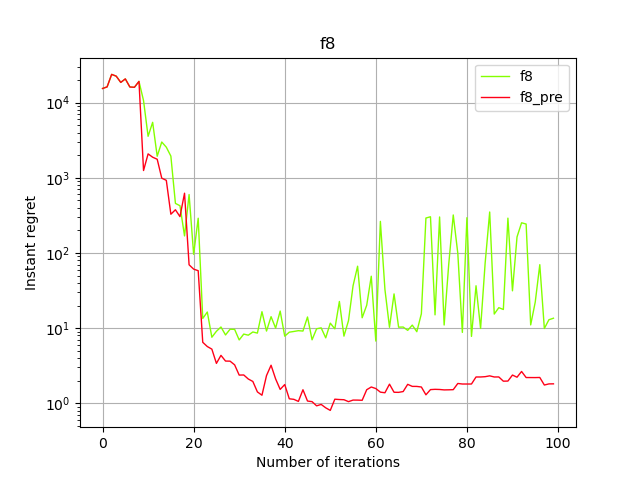 f8
f8
f8_pre
Instant regret
10^4
10^3
10^2
10^1
10^0
0 20 40 60 80 100
Number of iterations